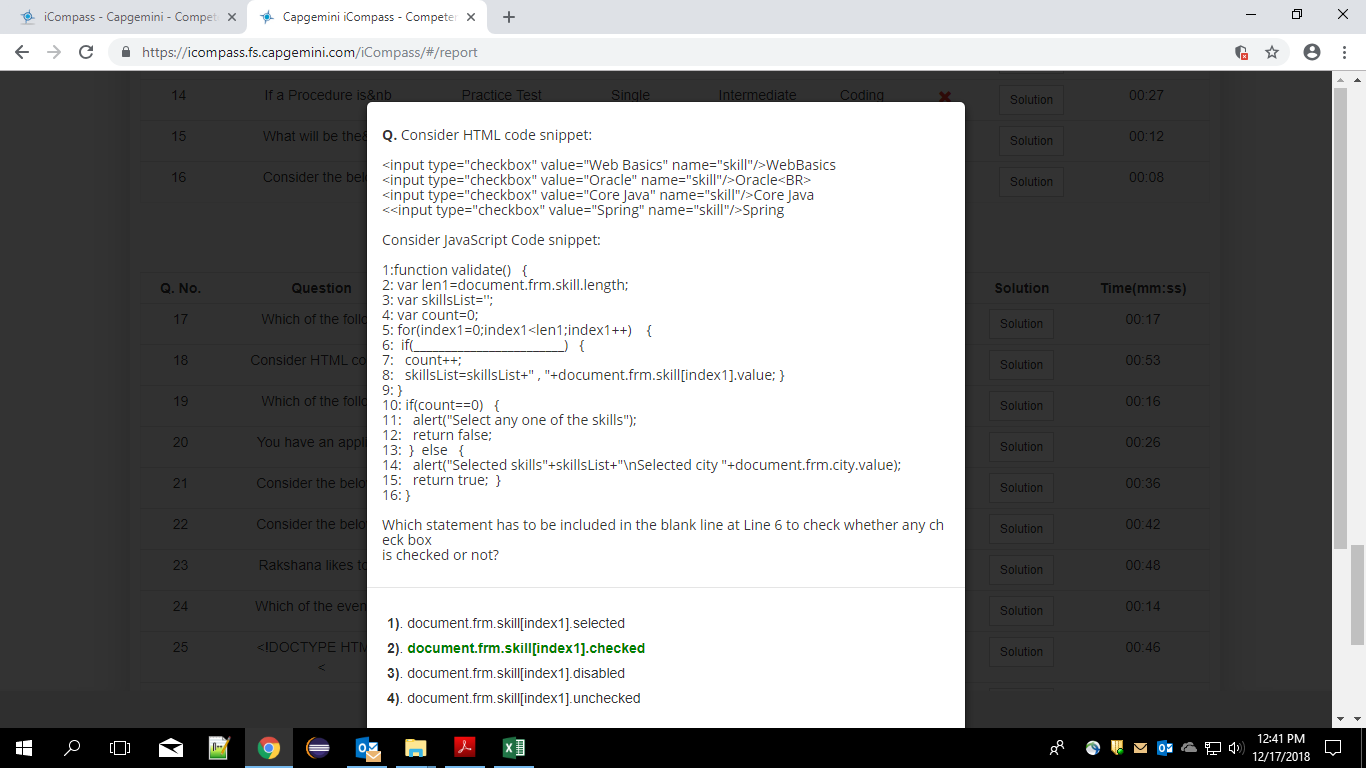 iCompass - Capgemini - Compet
Capgemini iCompass - Competen
https://icompass.fs.capgemini.com/iCompass/#/report
14 If a Procedure is&nb Practice Test Single Intermediate Coding Solution 00:27
15 What will be the& Solution 00:12
16 Consider the bel Solution 00:08
Q. No. Question Solution Time(mm:ss)
17 Which of the follo Solution 00:17
18 Consider HTML co Solution 00:53
19 Which of the follo Solution 00:16
20 You have an appl Solution 00:26
21 Consider the belo Solution 00:36
22 Consider the belo Solution 00:42
23 Rakshana likes to Solution 00:48
24 Which of the even Solution 00:14
25 <!DOCTYPE HTM Solution 00:46
<
Q. Consider HTML code snippet:
<input type="checkbox" value="Web Basics" name="skill"/>WebBasics
<input type="checkbox" value="Oracle" name="skill"/>Oracle<BR>
<input type="checkbox" value="Core Java" name="skill"/>Core Java
<<input type="checkbox" value="Spring" name="skill"/>Spring
Consider JavaScript Code snippet:
1:function validate() {
2: var len1=document.frm.skill.length;
3: var skillsList='';
4: var count=0;
5: for(index1=0;index1<len1;index1++) {
6: if(________________________) {
7: count++;
8: skillsList=skillsList+" , "+document.frm.skill[index1].value; }
9: }
10: if(count==0) {
11: alert("Select any one of the skills");
12: return false;
13: } else {
14: alert("Selected skills"+skillsList+"\nSelected city "+document.frm.city.value);
15: return true; }
16: }
Which statement has to be included in the blank line at Line 6 to check whether any ch
eck box
is checked or not?
1). document.frm.skill[index1].selected
2). document.frm.skill[index1].checked
3). document.frm.skill[index1].disabled
4). document.frm.skill[index1].unchecked
12:41 PM
12/17/2018